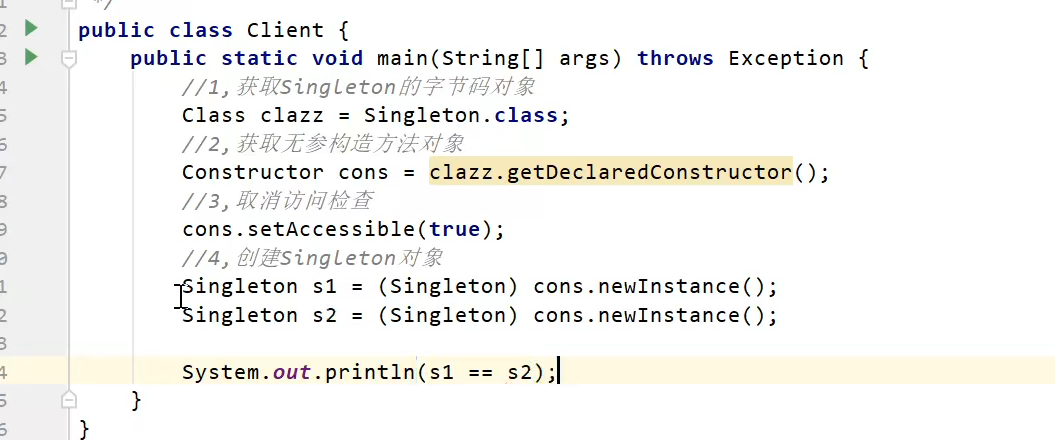 */
2 public class Client {
3 public static void main(String[] args) throws Exception {
4 //1,获取Singleton的字节码对象
5 Class clazz = Singleton.class;
6 //2,获取无参构造方法对象
7 Constructor cons = clazz.getDeclaredConstructor();
8 //3,取消访问检查
9 cons.setAccessible(true);
0 //4,创建Singleton对象
1 Singleton s1 = (Singleton) cons.newInstance();
2 Singleton s2 = (Singleton) cons.newInstance();
3
4 System.out.println(s1 == s2);
5 }
6 }